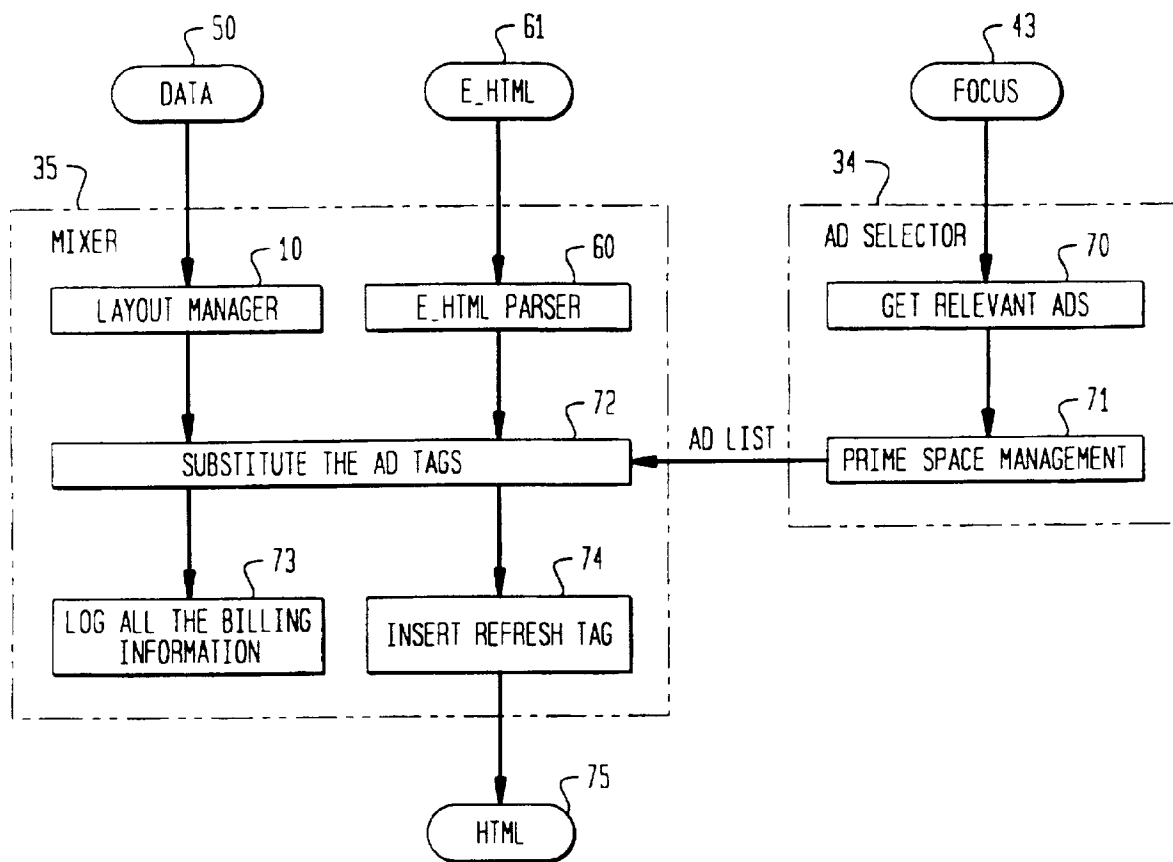 50
61
43
DATA
E_HTML
FOCUS
35
34
MIXER
AD SELECTOR
10
60
70
LAYOUT MANAGER
E_HTML PARSER
GET RELEVANT ADS
72
71
SUBSTITUTE THE AD TAGS
AD LIST
PRIME SPACE MANAGEMENT
73
74
LOG ALL THE BILLING
INFORMATION
INSERT REFRESH TAG
75
HTML